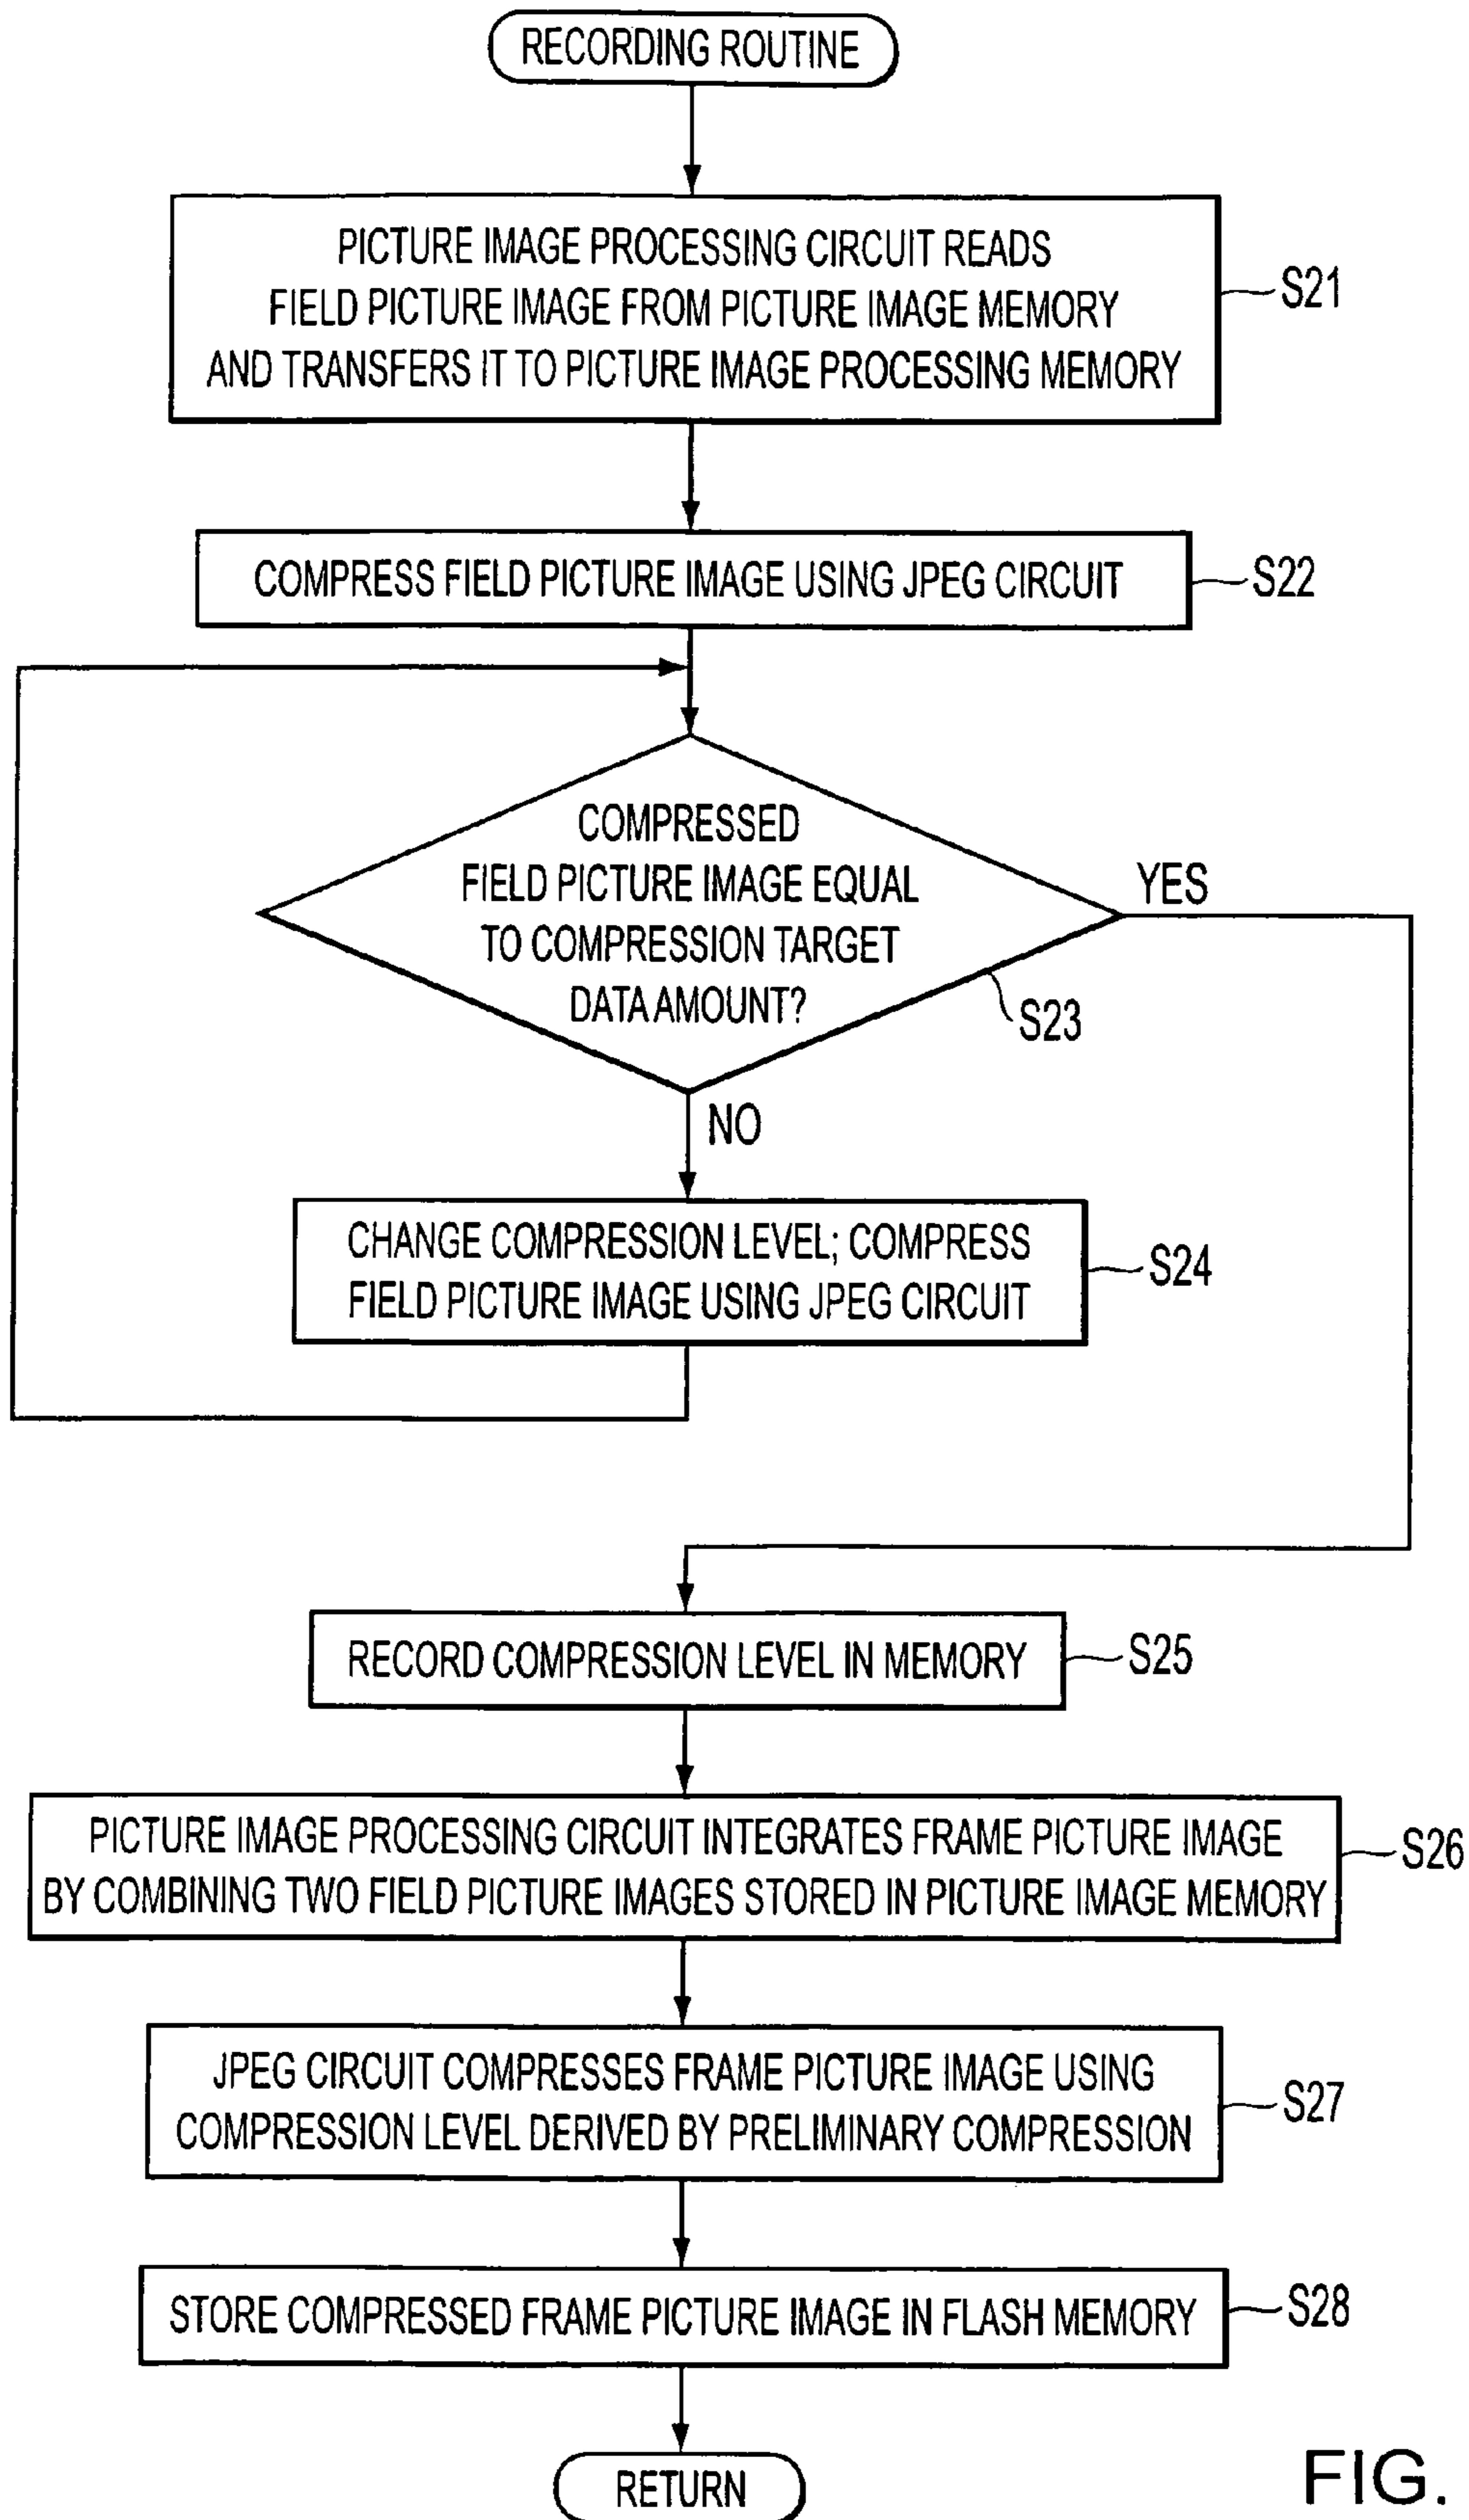 RECORDING ROUTINE
PICTURE IMAGE PROCESSING CIRCUIT READS
FIELD PICTURE IMAGE FROM PICTURE IMAGE MEMORY
AND TRANSFERS IT TO PICTURE IMAGE PROCESSING MEMORY
S21
COMPRESS FIELD PICTURE IMAGE USING JPEG CIRCUIT
S22
COMPRESSED
FIELD PICTURE IMAGE EQUAL
TO COMPRESSION TARGET
DATA AMOUNT?
YES
S23
NO
CHANGE COMPRESSION LEVEL; COMPRESS
FIELD PICTURE IMAGE USING JPEG CIRCUIT
S24
RECORD COMPRESSION LEVEL IN MEMORY
S25
PICTURE IMAGE PROCESSING CIRCUIT INTEGRATES FRAME PICTURE IMAGE
BY COMBINING TWO FIELD PICTURE IMAGES STORED IN PICTURE IMAGE MEMORY
S26
JPEG CIRCUIT COMPRESSES FRAME PICTURE IMAGE USING
COMPRESSION LEVEL DERIVED BY PRELIMINARY COMPRESSION
S27
STORE COMPRESSED FRAME PICTURE IMAGE IN FLASH MEMORY
S28
RETURN
FIG.